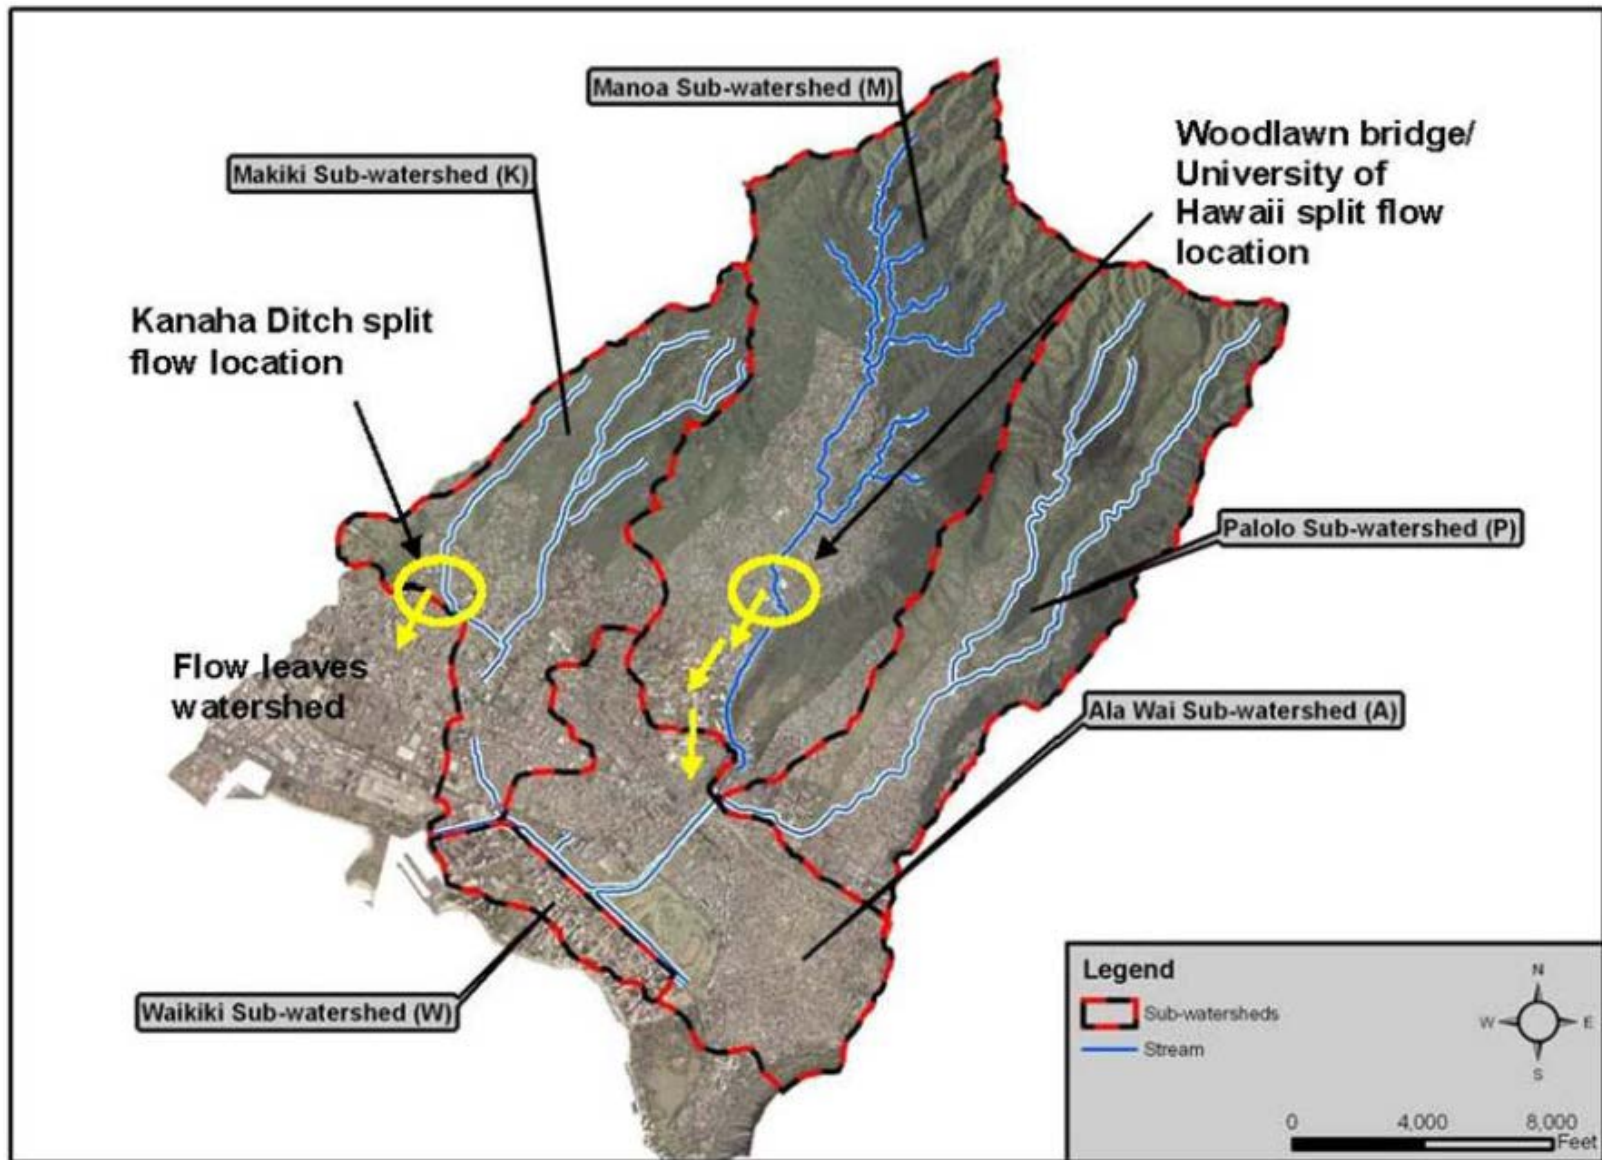 Manoa Sub-watershed (M)
Makiki Sub-watershed (K)
Woodlawn bridge/
University of
Hawaii split flow
location
Kanaha Ditch split
flow location
Palolo Sub-watershed (P)
Flow leaves
watershed
Ala Wai Sub-watershed (A)
Waikiki Sub-watershed (W)
Legend
Sub-watersheds
Stream
N
W E
S
0 4,000 8,000
Feet